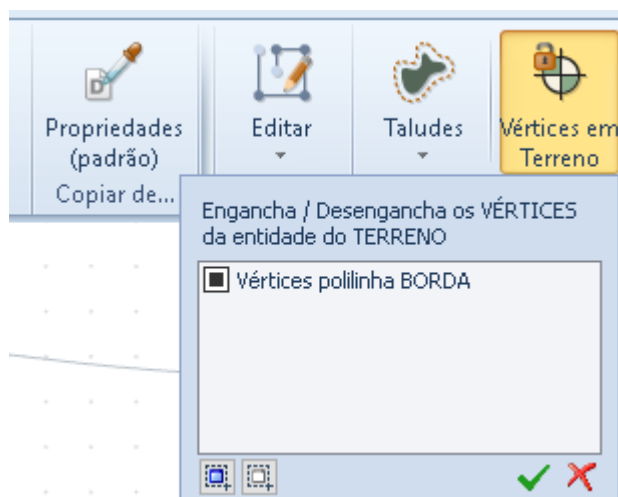 Propriedades
(padrão)
Copiar de...
Editar
Taludes
Vértices em
Terreno
Engancha / Desengancha os VÉRTICES
da entidade do TERRENO
Vértices polilinha BORDA